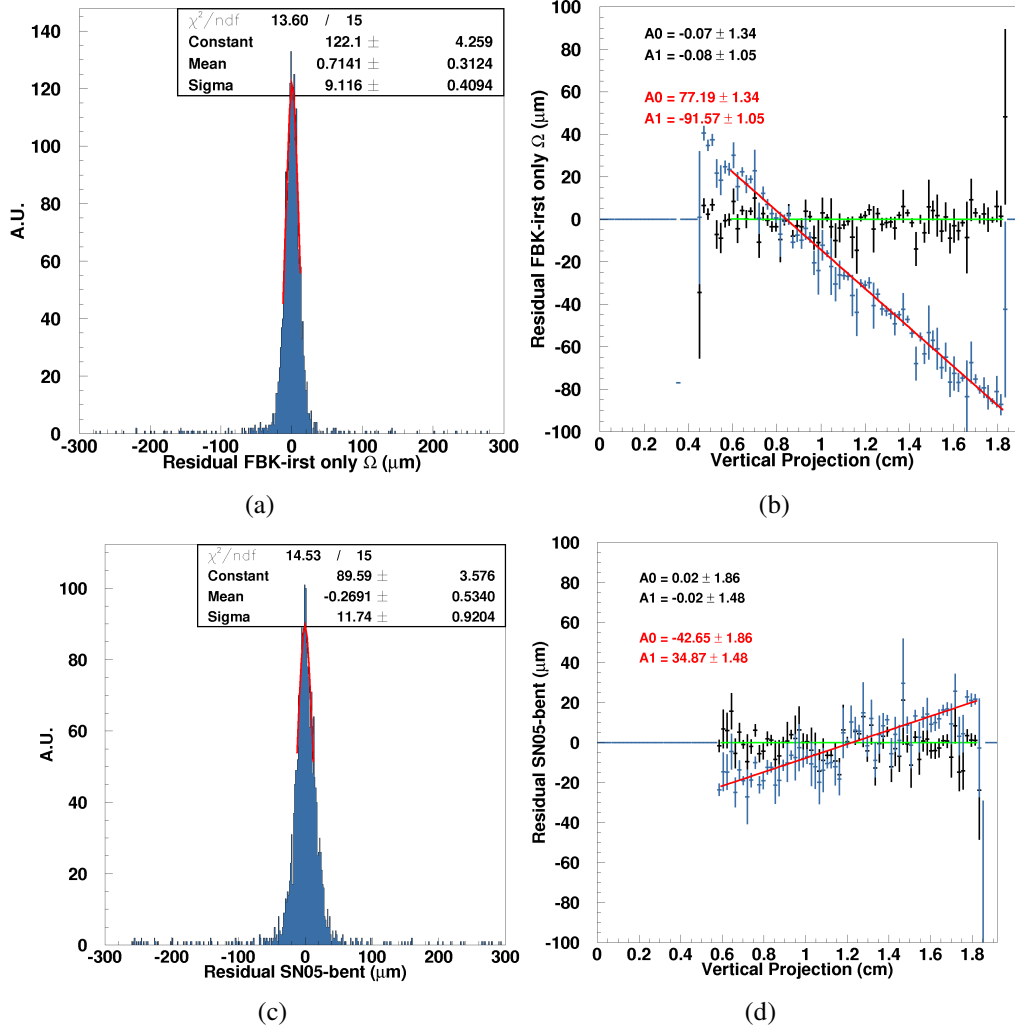 χ²/ndf 13.60 / 15
Constant 122.1 ± 4.259
Mean 0.7141 ± 0.3124
Sigma 9.116 ± 0.4094
A.U.
140
120
100
80
60
40
20
0
-300 -200 -100 0 100 200 300
Residual FBK-irst only Ω (μm)
(a)
A0 = -0.07 ± 1.34
A1 = -0.08 ± 1.05
A0 = 77.19 ± 1.34
A1 = -91.57 ± 1.05
Residual FBK-irst only Ω (μm)
100
80
60
40
20
0
-20
-40
-60
-80
-100
0 0.2 0.4 0.6 0.8 1 1.2 1.4 1.6 1.8
Vertical Projection (cm)
(b)
χ²/ndf 14.53 / 15
Constant 89.59 ± 3.576
Mean -0.2691 ± 0.5340
Sigma 11.74 ± 0.9204
A.U.
100
80
60
40
20
0
-300 -200 -100 0 100 200 300
Residual SN05-bent (μm)
(c)
A0 = 0.02 ± 1.86
A1 = -0.02 ± 1.48
A0 = -42.65 ± 1.86
A1 = 34.87 ± 1.48
Residual SN05-bent (μm)
100
80
60
40
20
0
-20
-40
-60
-80
-100
0 0.2 0.4 0.6 0.8 1 1.2 1.4 1.6 1.8
Vertical Projection (cm)
(d)